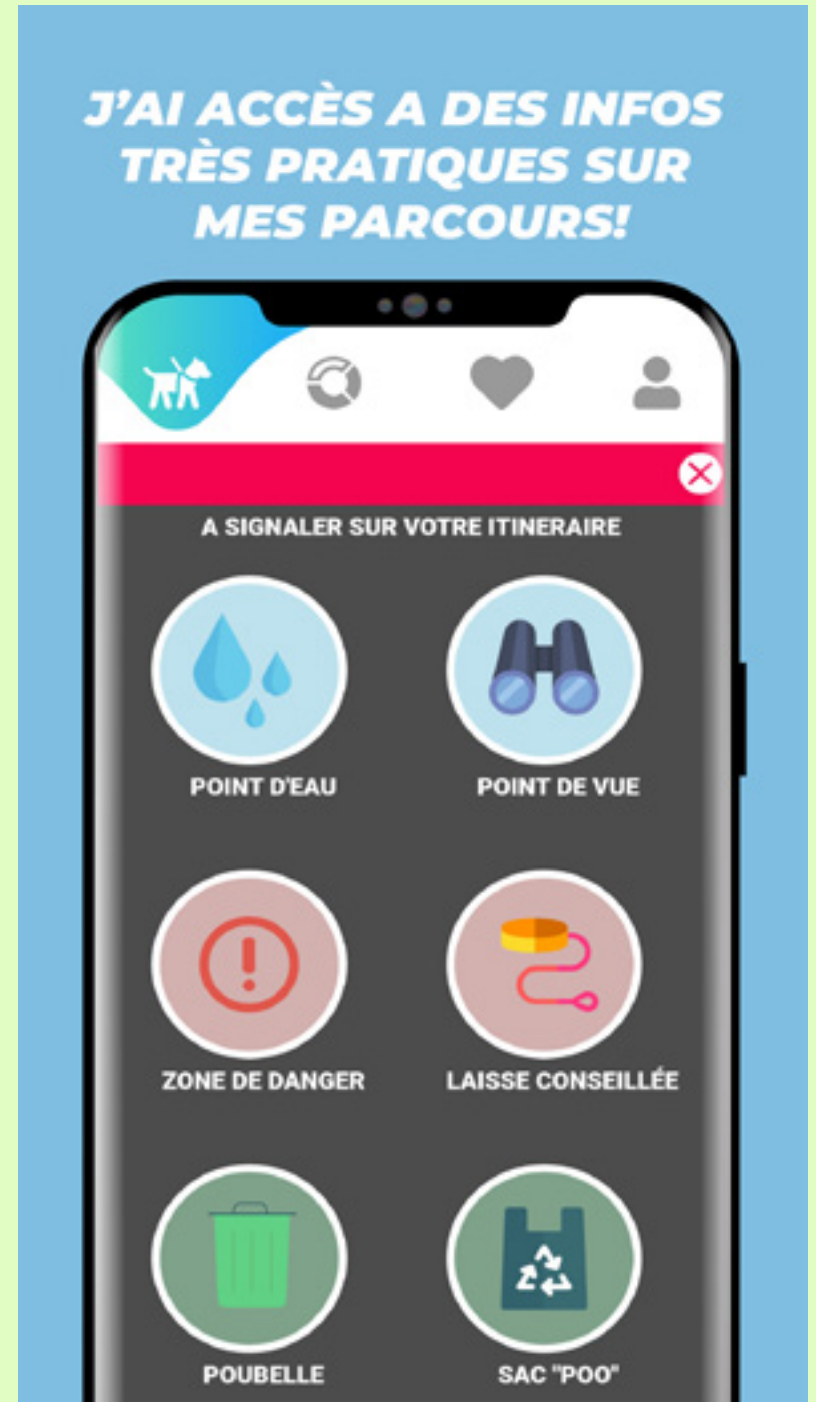 J'AI ACCÈS A DES INFOS
TRÈS PRATIQUES SUR
MES PARCOURS!
A SIGNALER SUR VOTRE ITINERAIRE
POINT D'EAU
POINT DE VUE
ZONE DE DANGER
LAISSE CONSEILLÉE
POUBELLE
SAC "POO"